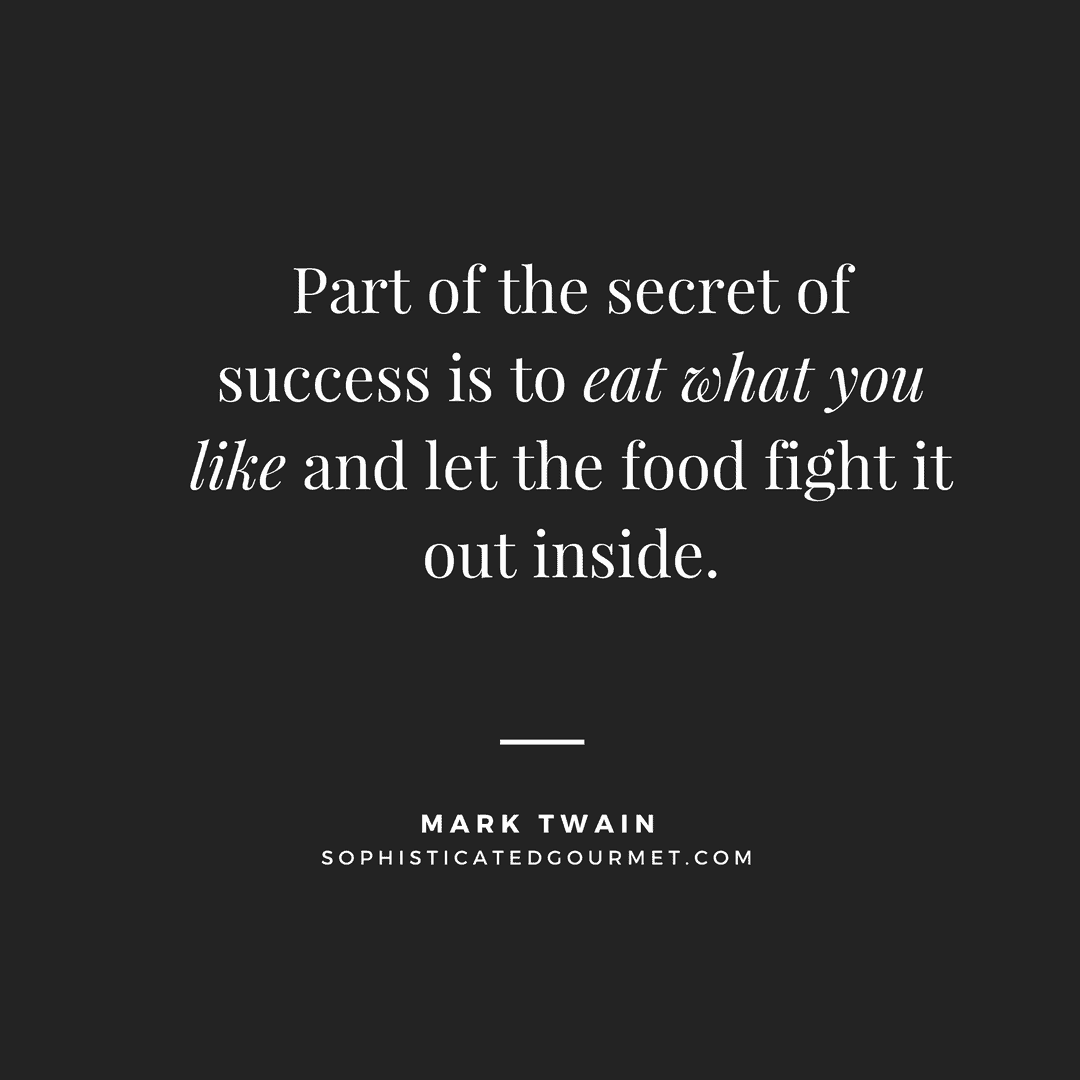 Part of the secret of
success is to eat what you
like and let the food fight it
out inside.
MARK TWAIN
SOPHISTICATEDGOURMET.COM